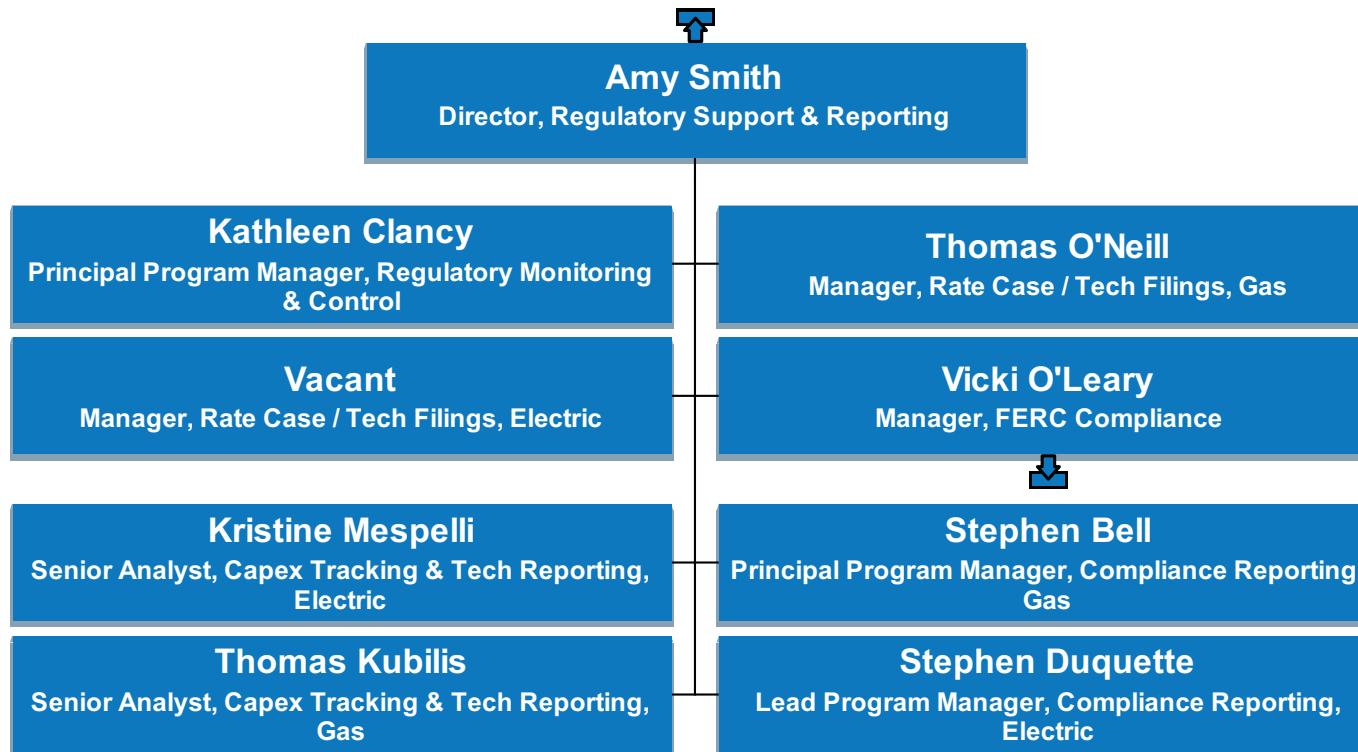 Amy Smith
Director, Regulatory Support & Reporting
Kathleen Clancy
Principal Program Manager, Regulatory Monitoring
& Control
Thomas O'Neill
Manager, Rate Case / Tech Filings, Gas
Vacant
Manager, Rate Case / Tech Filings, Electric
Vicki O'Leary
Manager, FERC Compliance
Kristine Mespelli
Senior Analyst, Capex Tracking & Tech Reporting,
Electric
Stephen Bell
Principal Program Manager, Compliance Reporting
Gas
Thomas Kubilis
Senior Analyst, Capex Tracking & Tech Reporting,
Gas
Stephen Duquette
Lead Program Manager, Compliance Reporting,
Electric